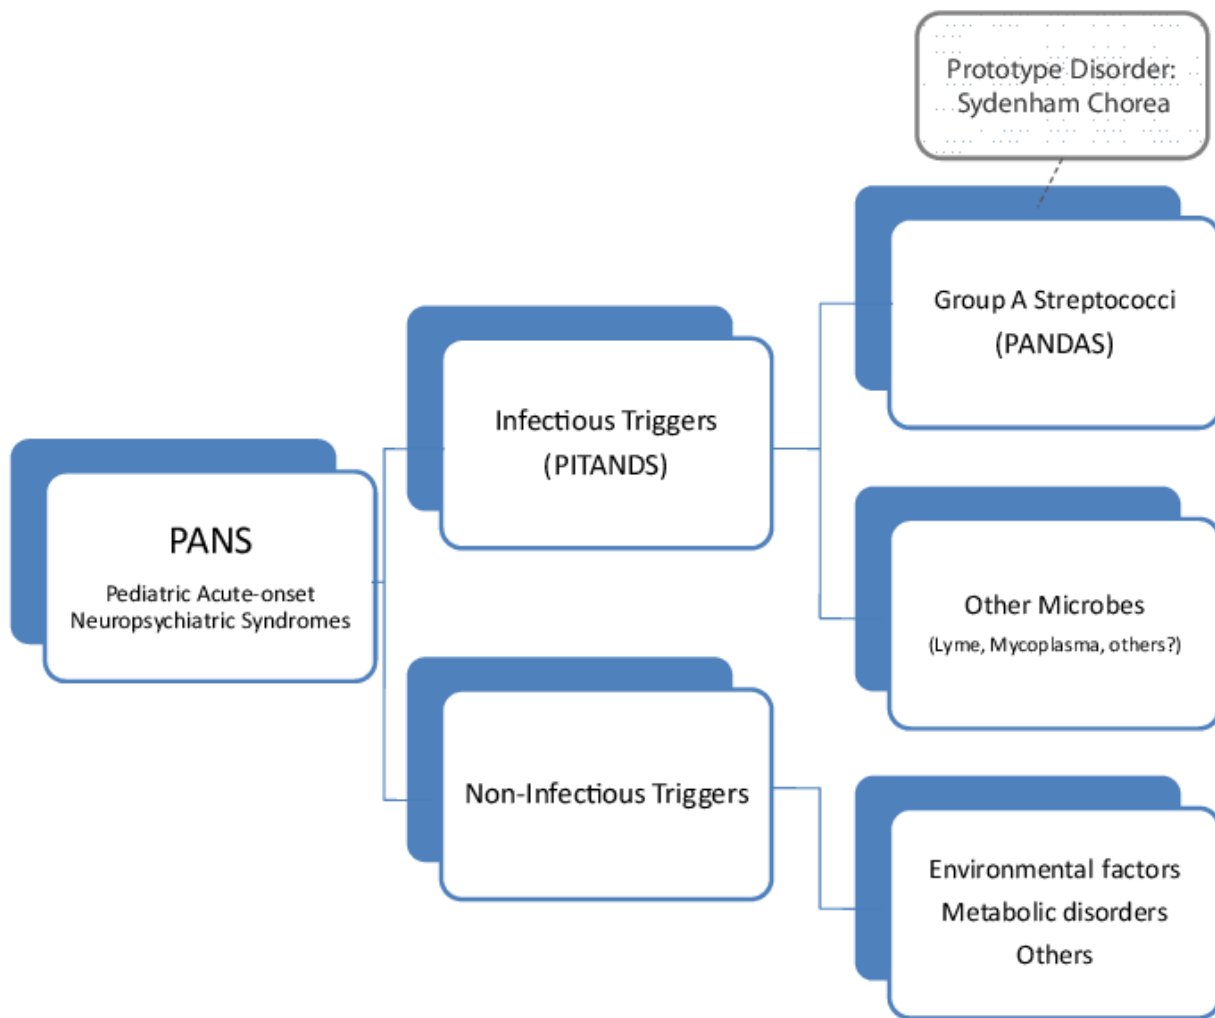 Prototype Disorder:
Sydenham Chorea
Group A Streptococci
(PANDAS)
Infectious Triggers
(PITANDS)
PANS
Pediatric Acute-onset
Neuropsychiatric Syndromes
Other Microbes
(Lyme, Mycoplasma, others?)
Non-Infectious Triggers
Environmental factors
Metabolic disorders
Others